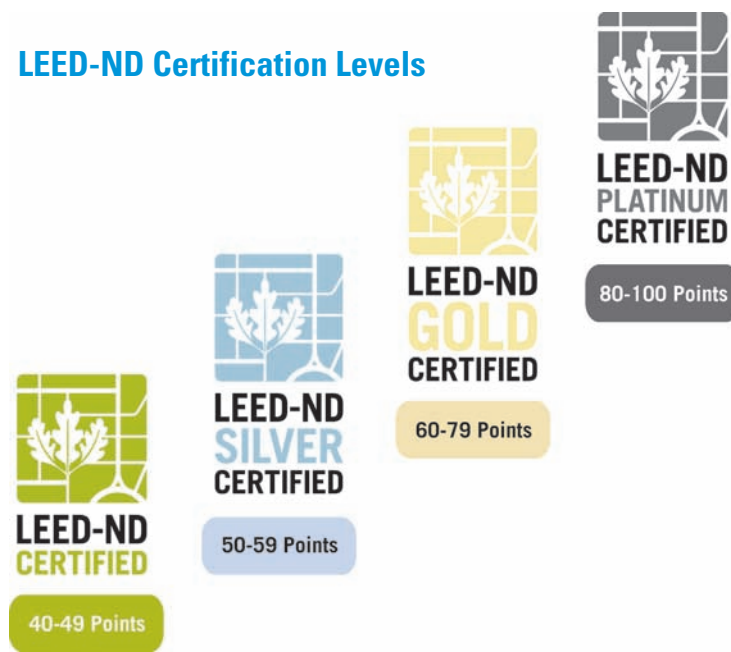 LEED-ND Certification Levels
LEED-ND
PLATINUM
CERTIFIED
80-100 Points
LEED-ND
GOLD
CERTIFIED
60-79 Points
LEED-ND
SILVER
CERTIFIED
50-59 Points
LEED-ND
CERTIFIED
40-49 Points